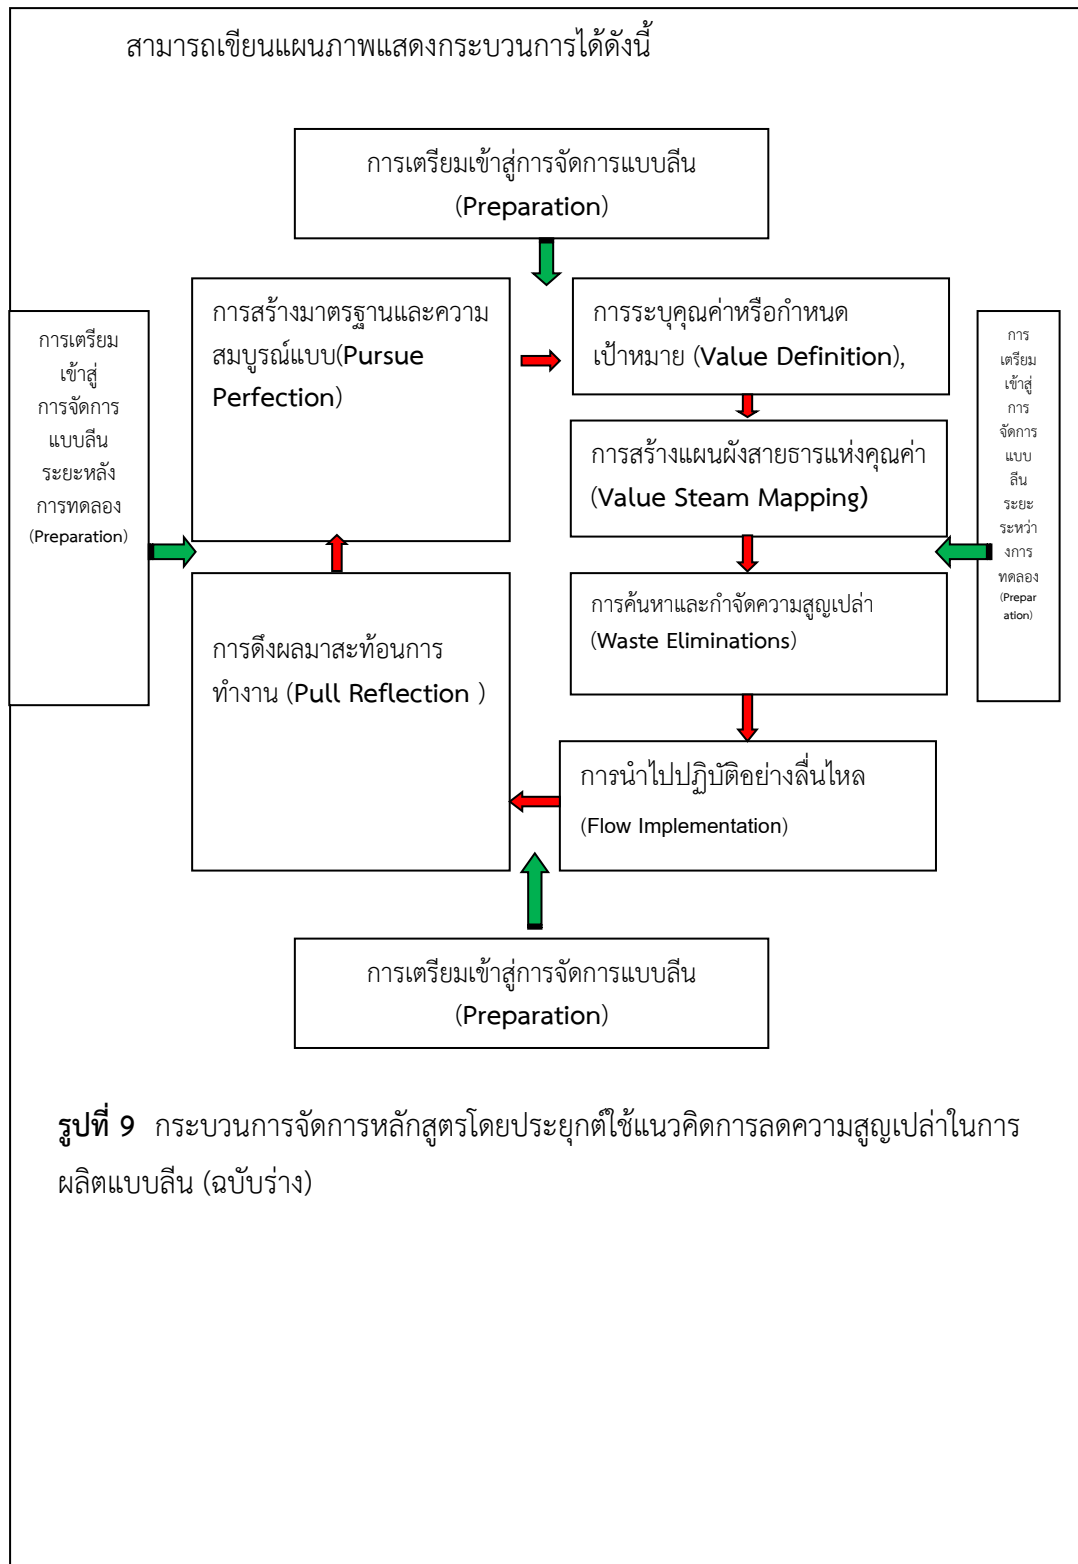 สามารถเขียนแผนภาพแสดงกระบวนการได้ดังนี้
การเตรียมเข้าสู่การจัดการแบบลีน
(Preparation)
การสร้างมาตรฐานและความ
สมบูรณ์แบบ(Pursue
Perfection)
การระบุคุณค่าหรือกำหนด
เป้าหมาย (Value Definition),
การเตรียม
เข้าสู่
การจัดการ
แบบลีน
ระยะหลัง
การทดลอง
(Preparation)
การ
เตรียม
เข้าสู่
การ
จัดการ
แบบ
ลีน
ระยะ
ระหว่า
งการ
ทดลอง
(Prepar
ation)
การสร้างแผนผังสายธารแห่งคุณค่า
(Value Steam Mapping)
การค้นหาและกำจัดความสูญเปล่า
(Waste Eliminations)
การดึงผลมาสะท้อนการ
ทำงาน (Pull Reflection )
การนำไปปฏิบัติอย่างลื่นไหล
(Flow Implementation)
การเตรียมเข้าสู่การจัดการแบบลีน
(Preparation)
รูปที่ 9 กระบวนการจัดการหลักสูตรโดยประยุกต์ใช้แนวคิดการลดความสูญเปล่าในการ
ผลิตแบบลีน (ฉบับร่าง)